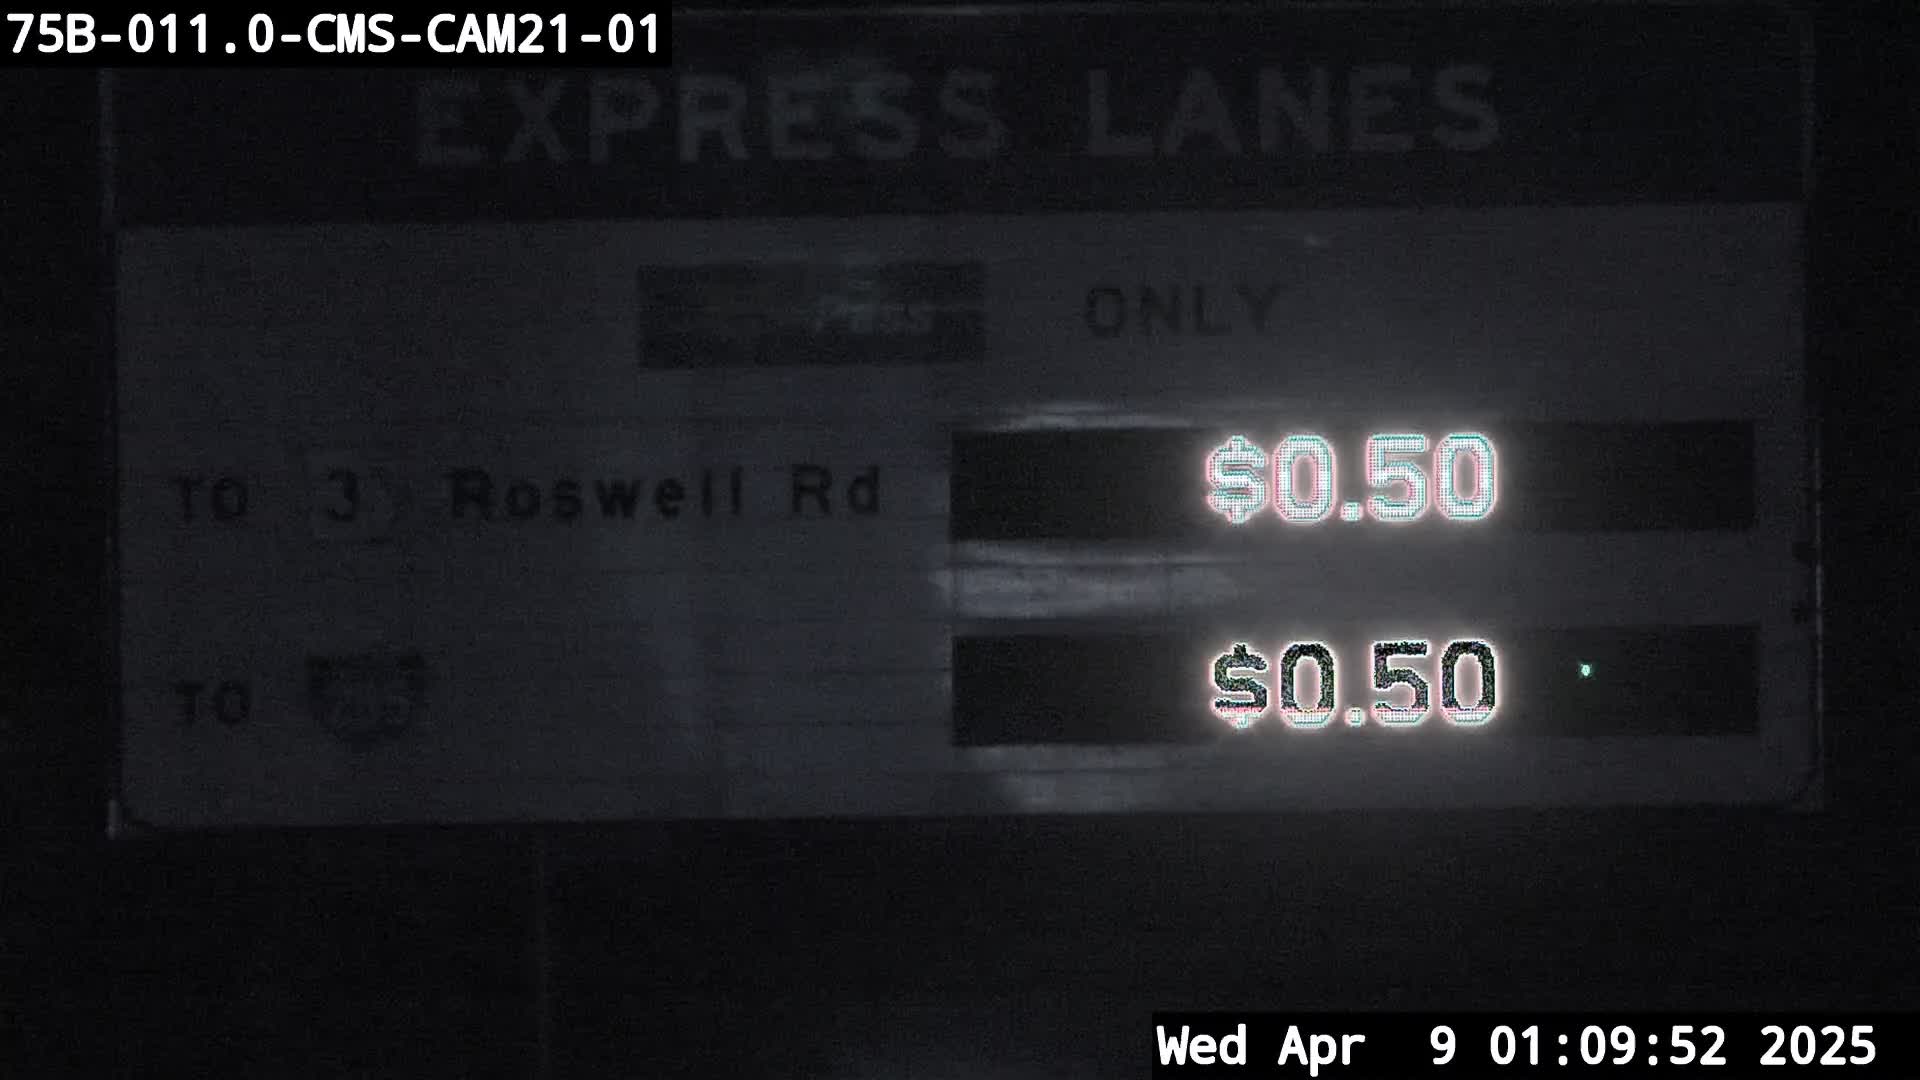 75B-011.0-CMS-CAM21-01
EXPRESS LANES
Pass ONLY
TO 3 Roswell Rd $0.50
TO $0.50
Wed Apr 9 01:09:52 2025